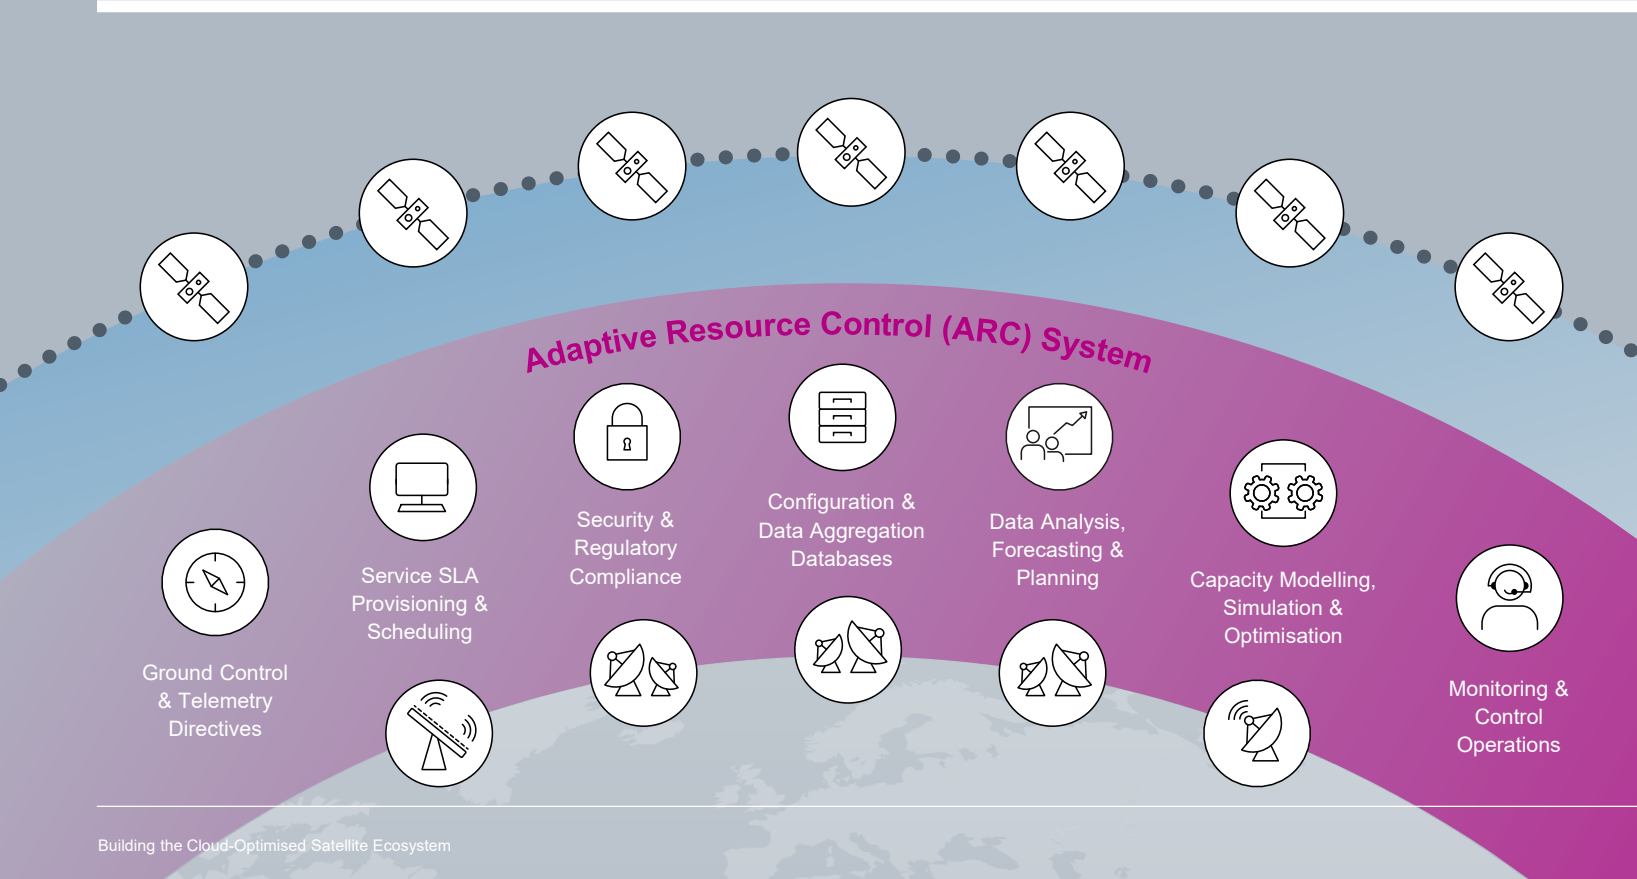 Adaptive Resource Control (ARC) System
Ground Control
& Telemetry
Directives
Service SLA
Provisioning &
Scheduling
Security &
Regulatory
Compliance
Configuration &
Data Aggregation
Databases
Data Analysis,
Forecasting &
Planning
Capacity Modelling,
Simulation &
Optimisation
Monitoring &
Control
Operations
Building the Cloud-Optimised Satellite Ecosystem